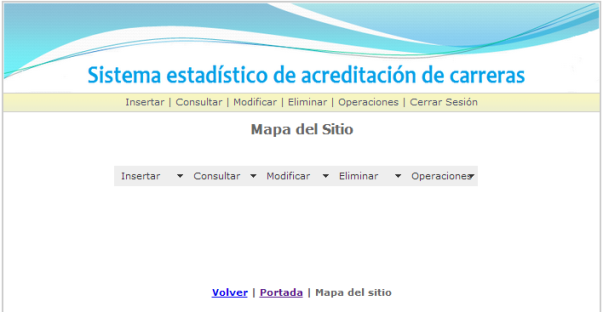 Sistema estadístico de acreditación de carreras
Insertar | Consultar | Modificar | Eliminar | Operaciones | Cerrar Sesión
Mapa del Sitio
Insertar Consultar Modificar Eliminar Operaciones
Volver | Portada | Mapa del sitio